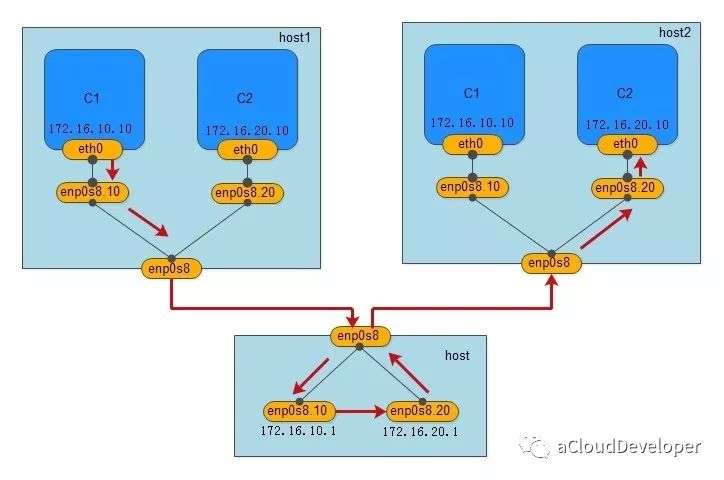 host1
C1
172.16.10.10
eth0
enp0s8.10
C2
172.16.20.10
eth0
enp0s8.20
enp0s8
host2
C1
172.16.10.10
eth0
enp0s8.10
C2
172.16.20.10
eth0
enp0s8.20
enp0s8
enp0s8
host
enp0s8.10
172.16.10.1
enp0s8.20
172.16.20.1
aCloudDeveloper